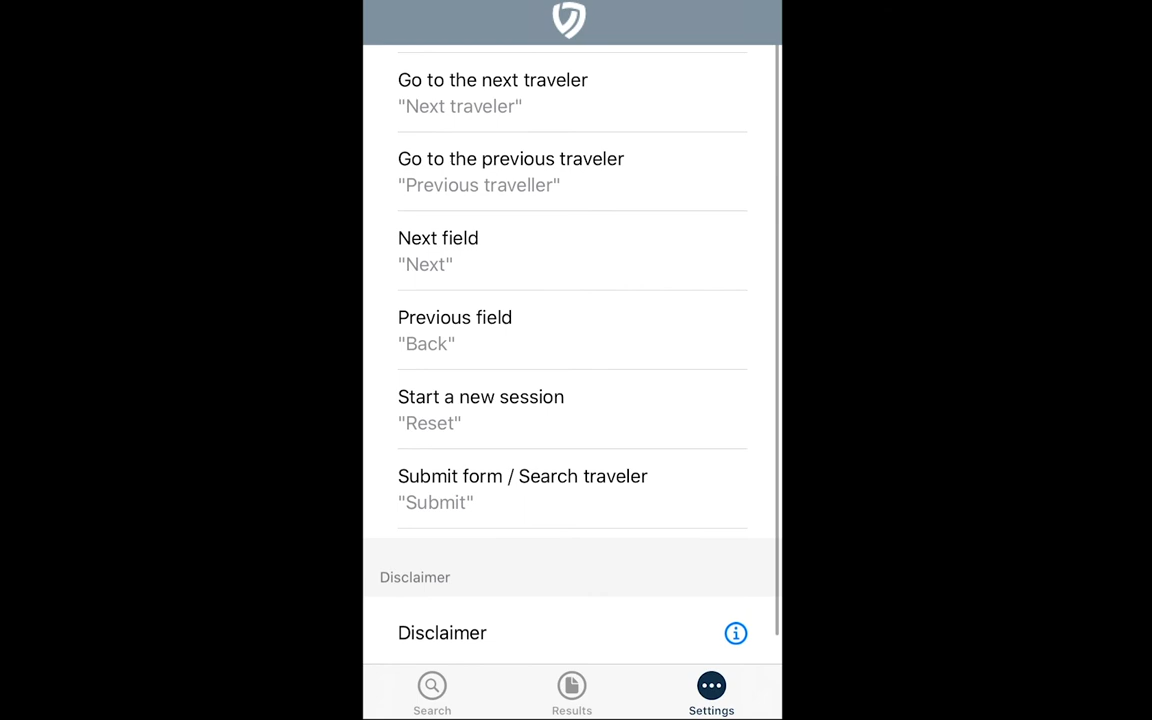 Go to the next traveler
"Next traveler"
Go to the previous traveler
"Previous traveller"
Next field
"Next"
Previous field
"Back"
Start a new session
"Reset"
Submit form / Search traveler
"Submit"
Disclaimer
Disclaimer
Search
Results
Settings